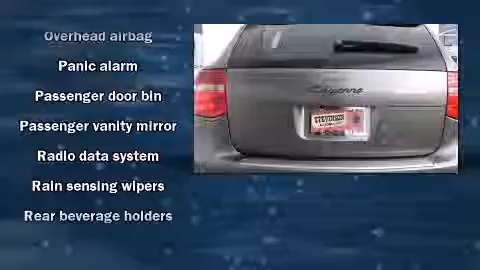 Overhead airbag
Panic alarm
Passenger door bin
Passenger vanity mirror
Radio data system
Rain sensing wipers
Rear beverage holders
Cayenne
STEVINSON